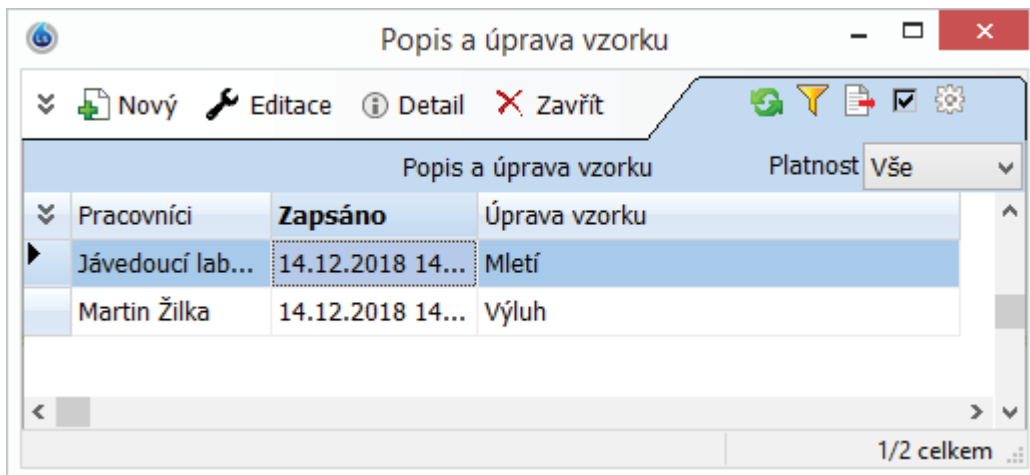 Popis a úprava vzorku
Nový Editace Detail Zavřít
Popis a úprava vzorku Platnost Vše
Pracovníci Zapsáno Úprava vzorku
Jávedoucí lab... 14.12.2018 14... Mletí
Martin Žilka 14.12.2018 14... Výluh
1/2 celkem